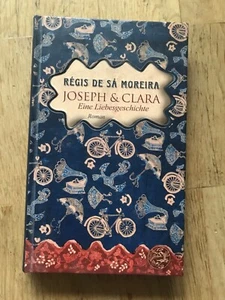 RÉGIS DE SÁ MOREIRA
JOSEPH & CLARA
Eine Liebesgeschichte
Roman